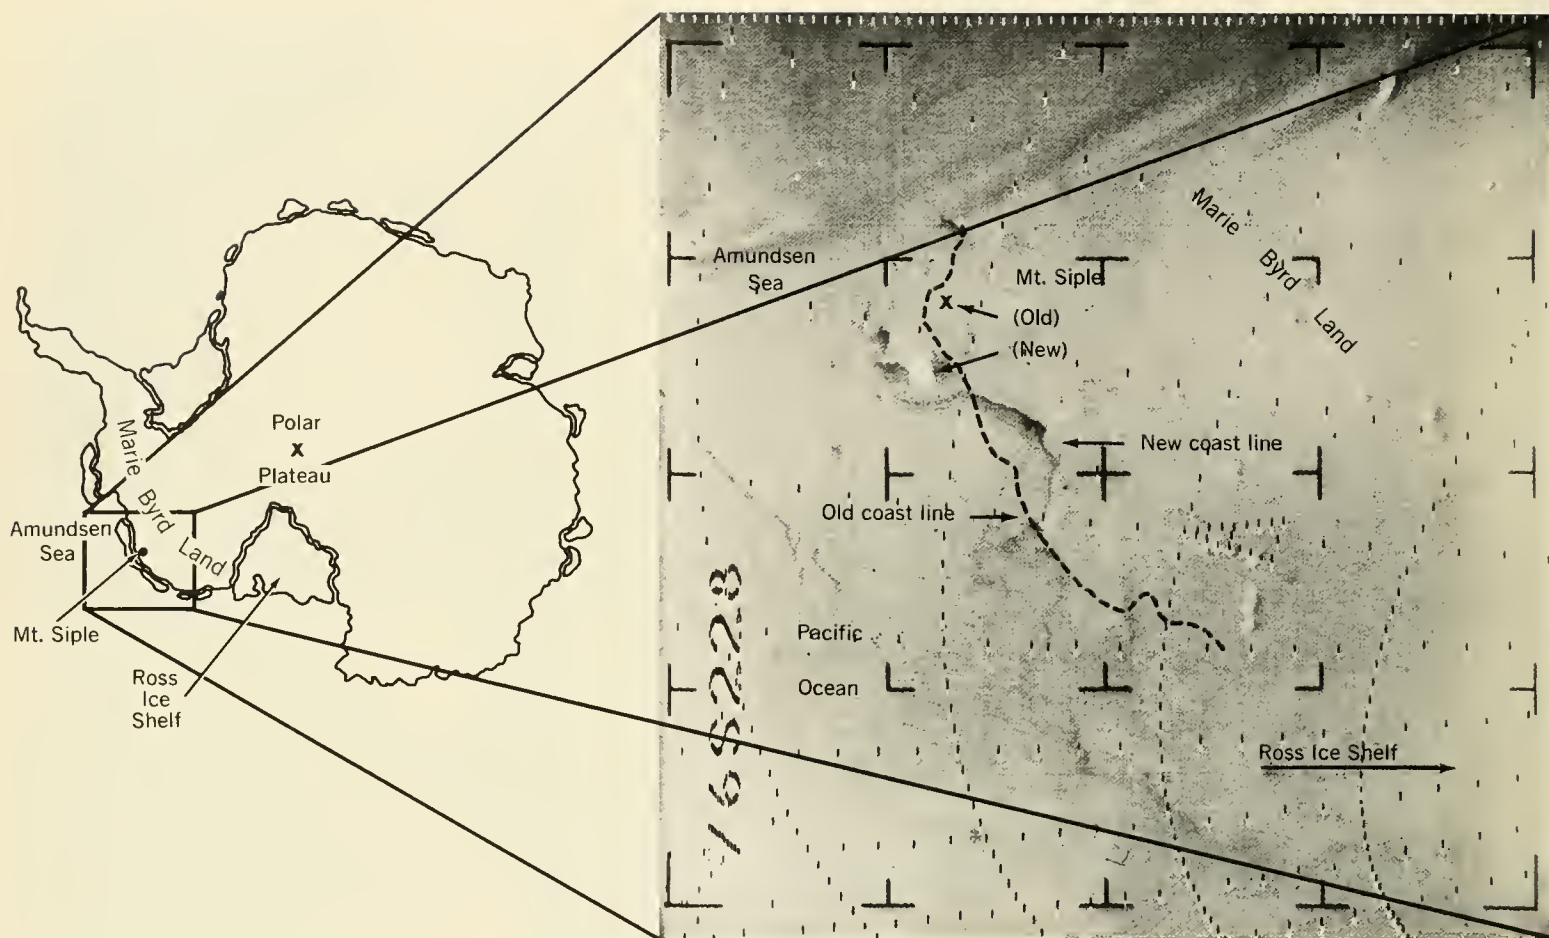 Polar
x
Plateau
Marie
Byrd
Land
Amundsen
Sea
Mt. Siple
Ross
Ice
Shelf
Marie
Byrd
Land
Amundsen
Sea
Mt. Siple
x
(Old)
(New)
New coast line
Old coast line
Pacific
Ocean
Ross Ice Shelf